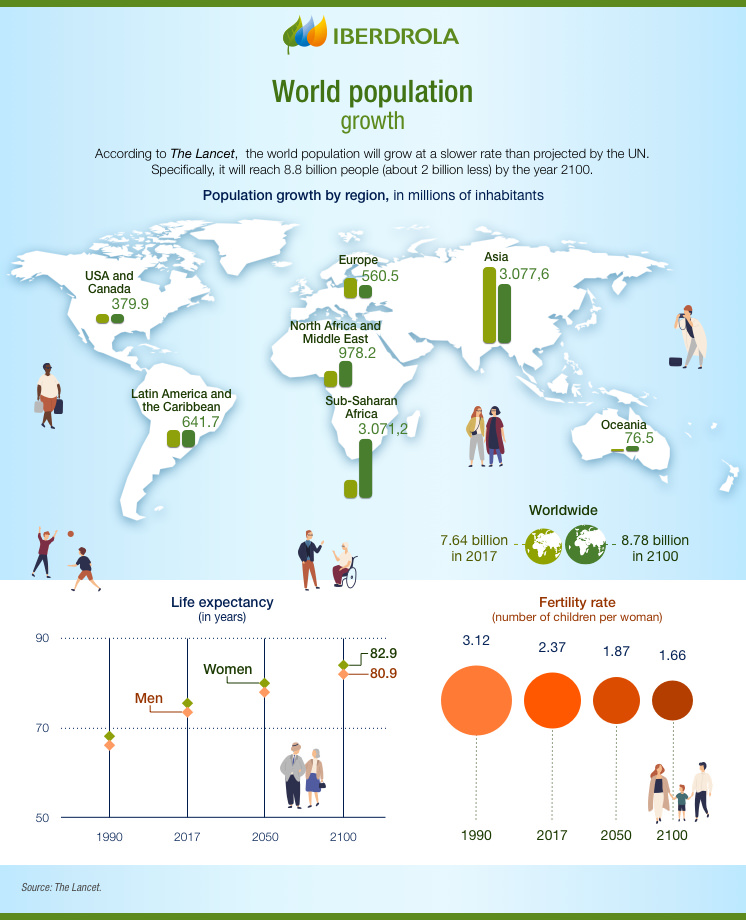 IBERDROLA
World population
growth
According to The Lancet, the world population will grow at a slower rate than projected by the UN.
Specifically, it will reach 8.8 billion people (about 2 billion less) by the year 2100.
Population growth by region, in millions of inhabitants
USA and
Canada
379.9
Europe
560.5
Asia
3.077,6
North Africa and
Middle East
978.2
Latin America and
the Caribbean
641.7
Sub-Saharan
Africa
3.071,2
Oceania
76.5
Worldwide
7.64 billion
in 2017
8.78 billion
in 2100
Life expectancy
(in years)
90
70
50
Men
Women
82.9
80.9
1990
2017
2050
2100
Fertility rate
(number of children per woman)
3.12
2.37
1.87
1.66
1990
2017
2050
2100
Source: The Lancet.